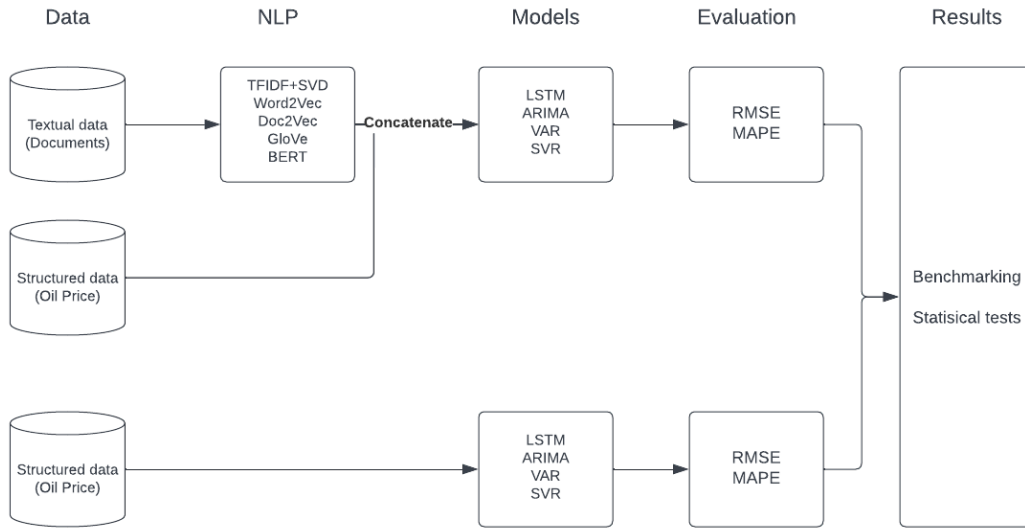 Data
NLP
Models
Evaluation
Results
Textual data
(Documents)
TFIDF+SVD
Word2Vec
Doc2Vec
GloVe
BERT
Concatenate
LSTM
ARIMA
VAR
SVR
RMSE
MAPE
Structured data
(Oil Price)
Benchmarking
Statisical tests
Structured data
(Oil Price)
LSTM
ARIMA
VAR
SVR
RMSE
MAPE